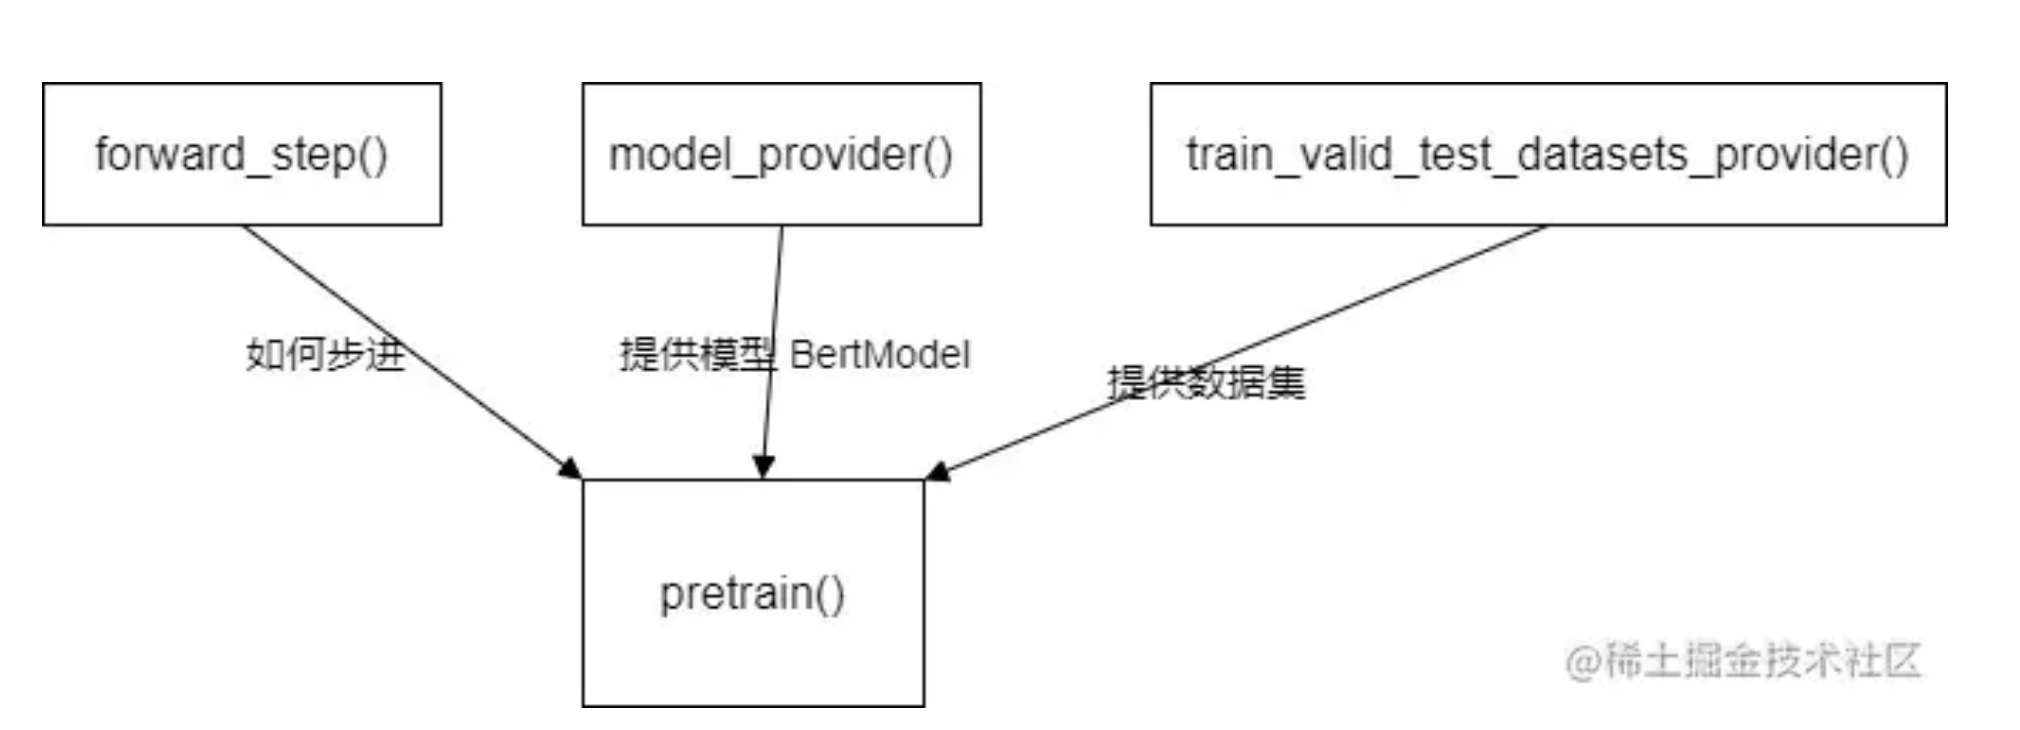 forward_step()
model_provider()
train_valid_test_datasets_provider()
如何步进
提供模型 BertModel
提供数据集
pretrain()
@稀土掘金技术社区